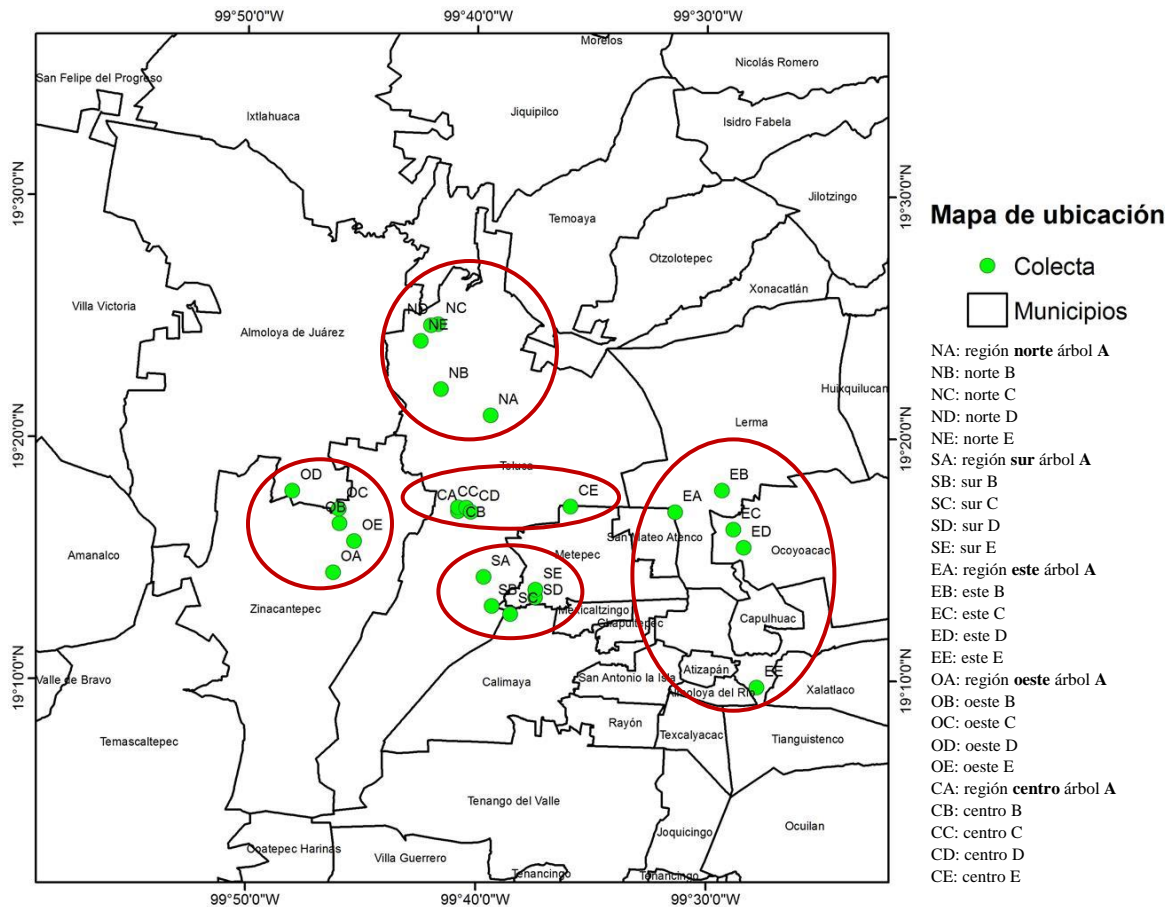 99°50'0"W
99°40'0"W
99°30'0"W
Morelos
Nicolás Romero
San Felipe del Progreso
Ixtlahuaca
Jiquipilco
Isidro Fabela
19°30'0"N
19°30'0"N
Jilotzingo
Temoaya
Otzolotepec
Xonacatlán
Villa Victoria
Almoloya de Juárez
ND
NC
NE
NB
NA
Huixquilucan
Lerma
19°20'0"N
19°20'0"N
Toluca
OD
OC
OB
OE
OA
CA
CC
CD
CB
CE
EA
EB
EC
ED
San Mateo Atenco
Ocoyoacac
Amanalco
Metepec
SA
SE
SB
SD
SC
Zinacantepec
Mexicaltzingo
Chapultepec
Capulhuac
19°10'0"N
19°10'0"N
Valle de Bravo
Calimaya
San Antonio la Isla
Atizapán
EE
Almoloya del Río
Xalatlaco
Rayón
Texcalyacac
Tianguistenco
Temascaltepec
Tenango del Valle
Joquicingo
Ocuilan
Coatepec Harinas
Villa Guerrero
Tenancingo
Tenancingo
99°50'0"W
99°40'0"W
99°30'0"W
Mapa de ubicación
Colecta
Municipios
NA: región norte árbol A
NB: norte B
NC: norte C
ND: norte D
NE: norte E
SA: región sur árbol A
SB: sur B
SC: sur C
SD: sur D
SE: sur E
EA: región este árbol A
EB: este B
EC: este C
ED: este D
EE: este E
OA: región oeste árbol A
OB: oeste B
OC: oeste C
OD: oeste D
OE: oeste E
CA: región centro árbol A
CB: centro B
CC: centro C
CD: centro D
CE: centro E